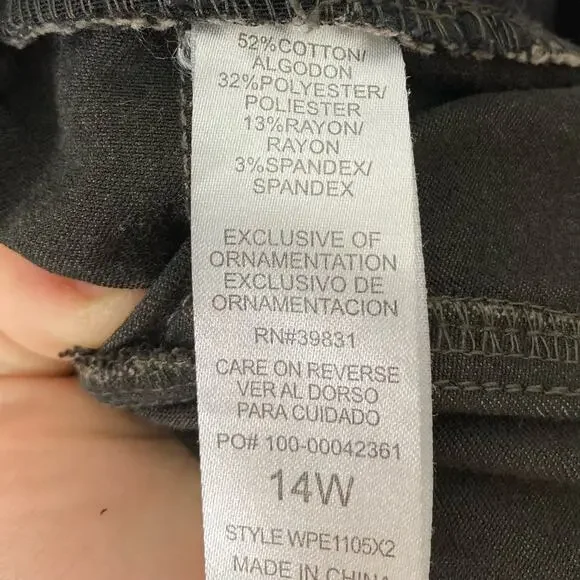 52%COTTON/
ALGODON
32%POLYESTER/
POLIESTER
13%RAYON/
RAYON
3%SPANDEX/
SPANDEX
EXCLUSIVE OF
ORNAMENTATION
EXCLUSIVO DE
ORNAMENTACION
RN#39831
CARE ON REVERSE
VER AL DORSO
PARA CUIDADO
PO# 100-00042361
14W
STYLE WPE1105X2
MADE IN CHINA